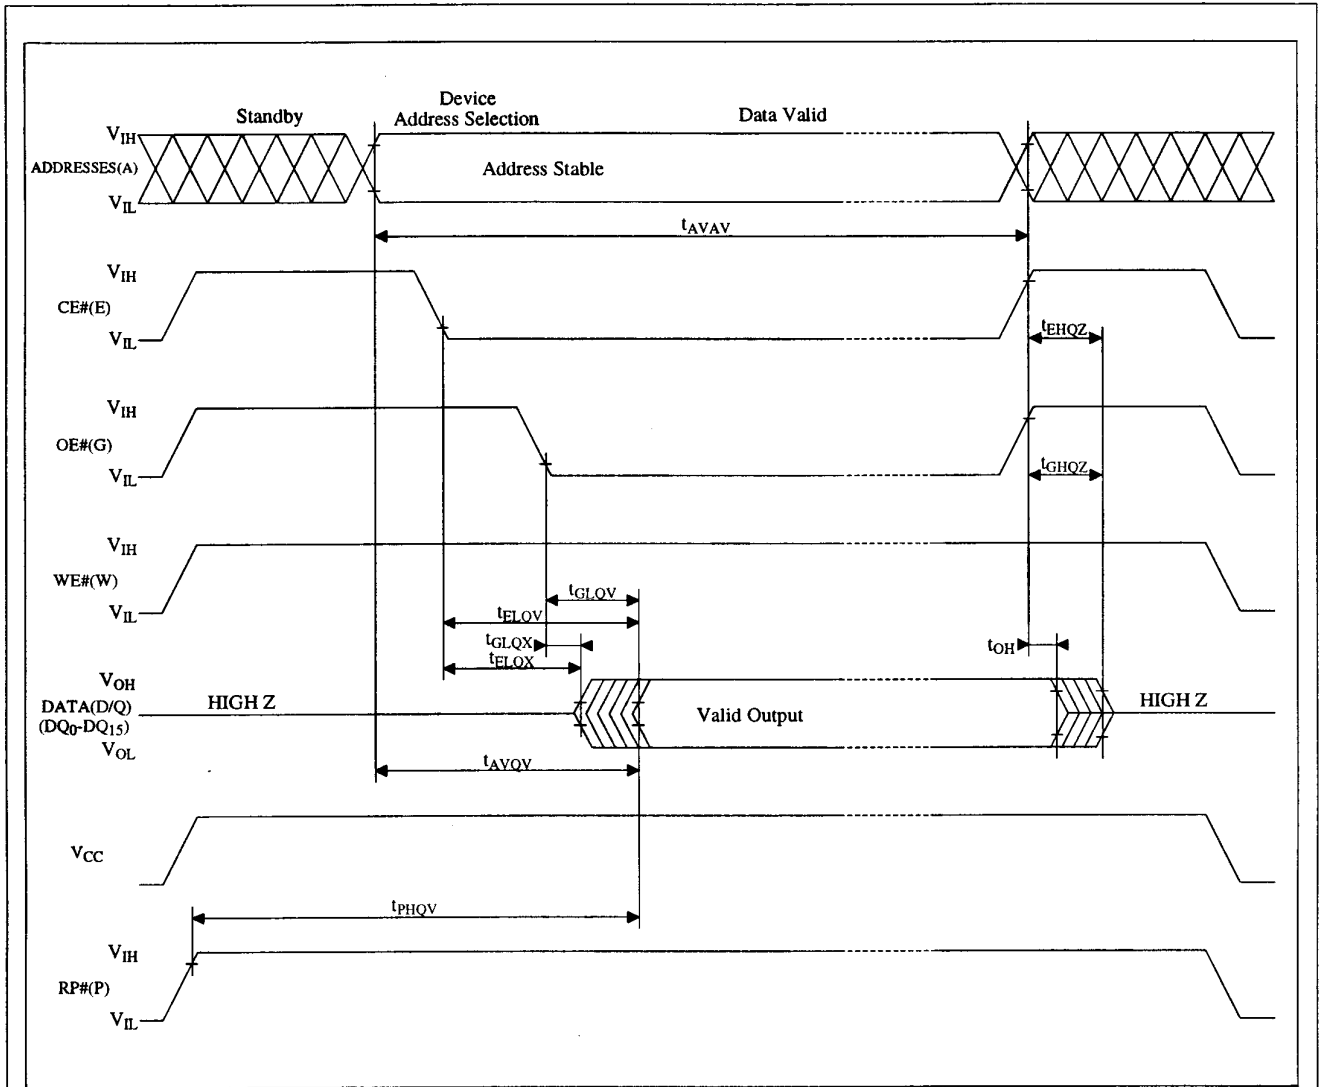 Standby
Device
Address Selection
Data Valid
VIH
ADDRESSES(A)
Address Stable
VIL
tAVAV
VIH
CE#(E)
VIL
tEHQZ
VIH
OE#(G)
VIL
tGHQZ
VIH
WE#(W)
VIL
tGLQV
tELQV
tGLQX
tELQX
tOH
VOH
DATA(D/Q)
(DQ0-DQ15)
VOL
HIGH Z
Valid Output
HIGH Z
tAVQV
VCC
tPHQV
VIH
RP#(P)
VIL